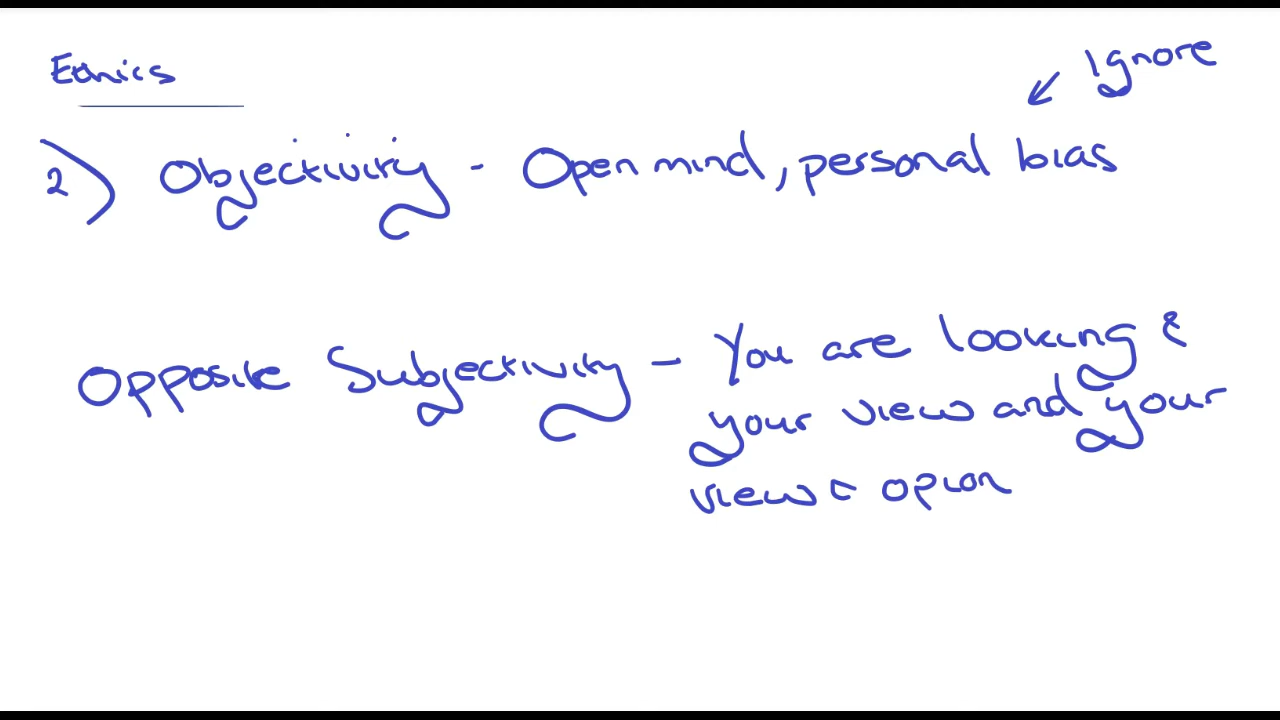 Ethics
Ignore
2) Objectivity - Open mind, personal bias
Opposite Subjectivity - You are looking &
your view and your
view & opion